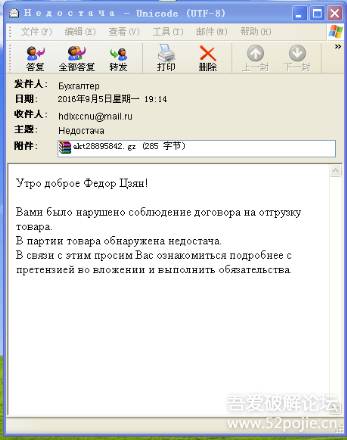 Недостача - Unicode (UTF-8)
文件(F) 编辑(E) 查看(V) 工具(T) 邮件(M) 帮助(H)
答复 全部答复 转发 打印 删除 上一封 下一封 »
发件人: Бухгалтер
日期: 2016年9月5日星期一 19:14
收件人: hdlxccnu@mail.ru
主题: Недостача
附件: akt28895842.gz (285 字节)
Утро доброе Федор Цзян!
Вами было нарушено соблюдение договора на отгрузку
товара.
В партии товара обнаружена недостача.
В связи с этим просим Вас ознакомиться подробнее с
претензией во вложении и выполнить обязательства.
吾爱破解论坛
www.52pojie.cn